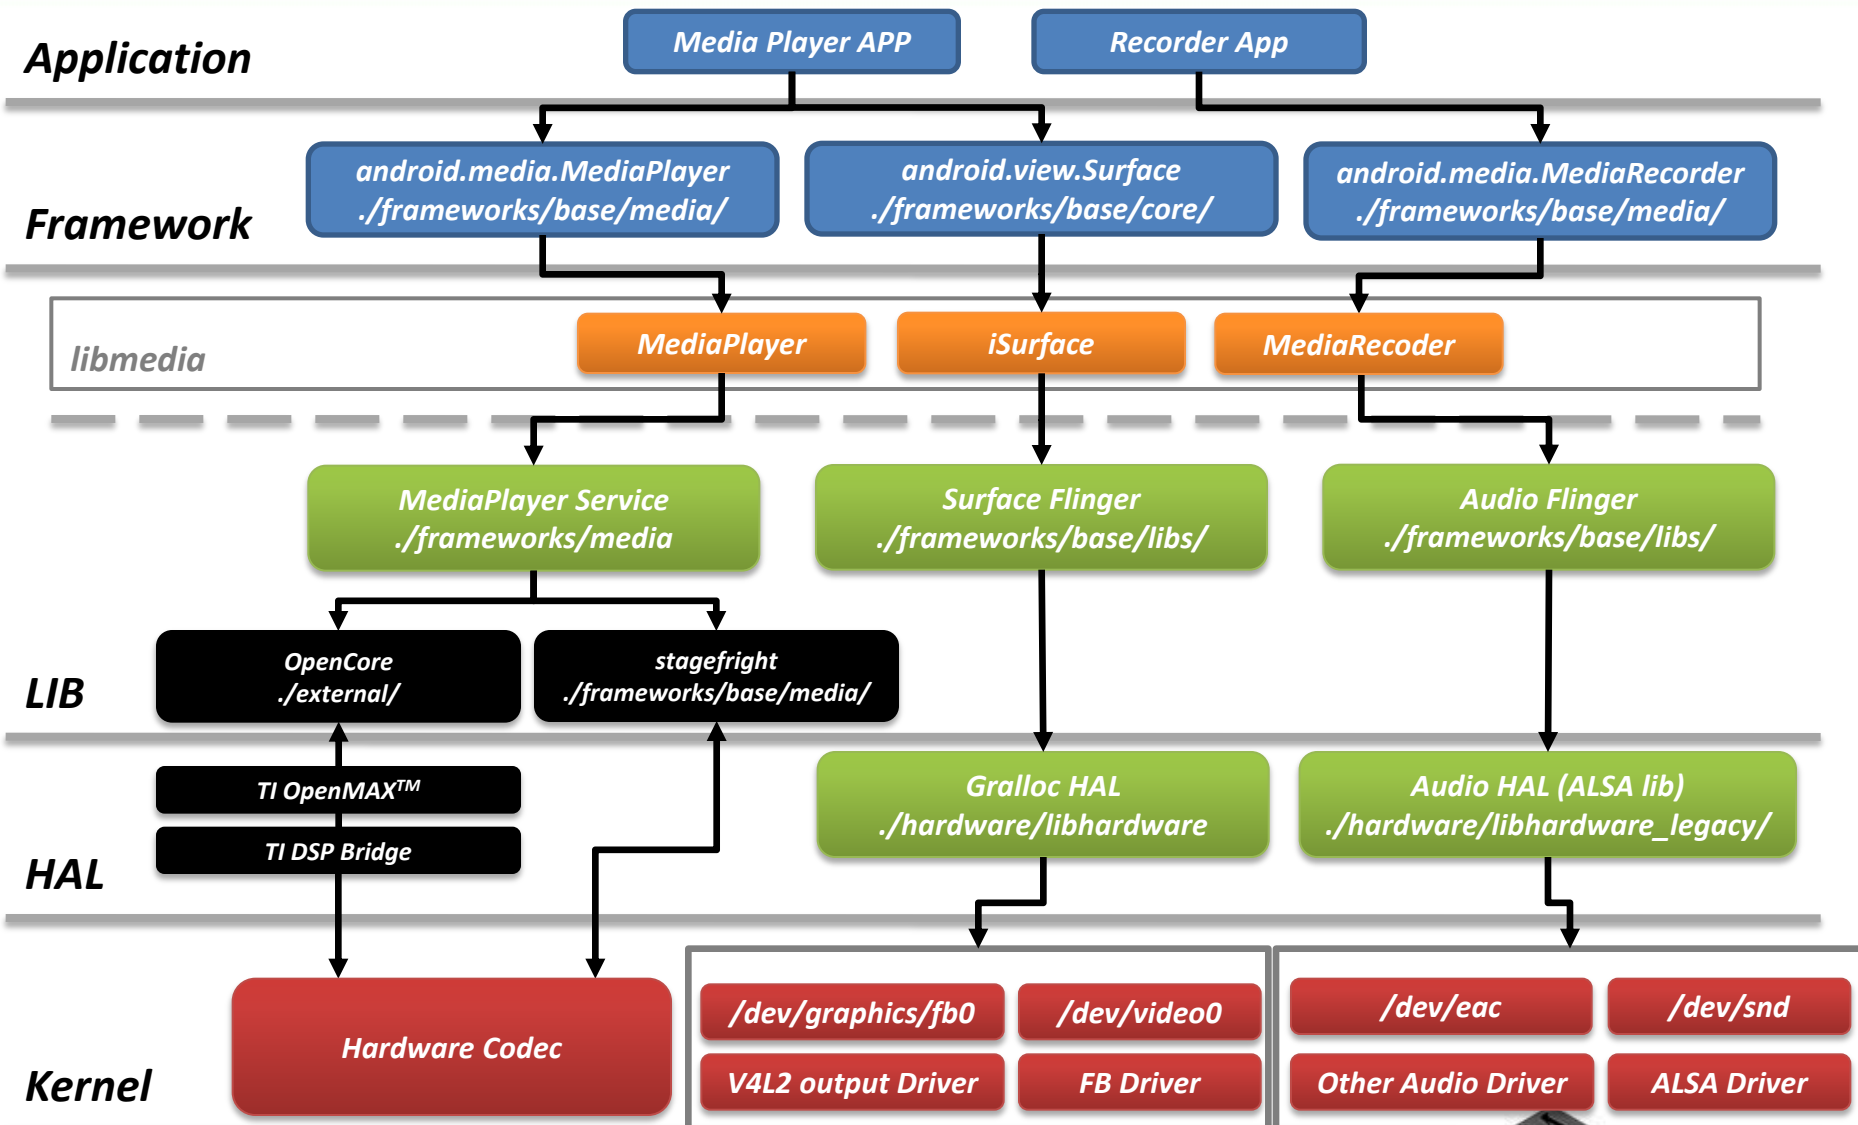 Application
Media Player APP
Recorder App
Framework
android.media.MediaPlayer
./frameworks/base/media/
android.view.Surface
./frameworks/base/core/
android.media.MediaRecorder
./frameworks/base/media/
libmedia
MediaPlayer
iSurface
MediaRecoder
MediaPlayer Service
./frameworks/media
Surface Flinger
./frameworks/base/libs/
Audio Flinger
./frameworks/base/libs/
LIB
OpenCore
./external/
stagefright
./frameworks/base/media/
HAL
TI OpenMAX™
TI DSP Bridge
Gralloc HAL
./hardware/libhardware
Audio HAL (ALSA lib)
./hardware/libhardware_legacy/
Kernel
Hardware Codec
/dev/graphics/fb0
/dev/video0
V4L2 output Driver
FB Driver
/dev/eac
/dev/snd
Other Audio Driver
ALSA Driver